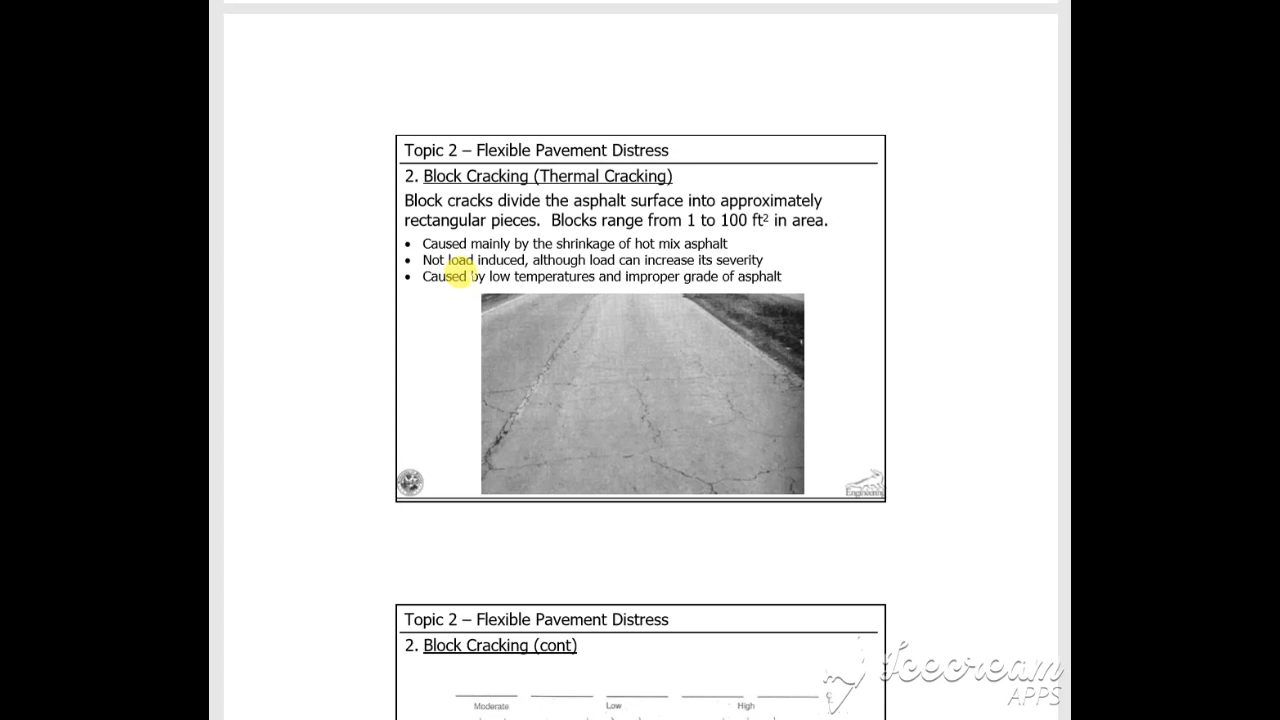 Topic 2 – Flexible Pavement Distress
2. Block Cracking (Thermal Cracking)
Block cracks divide the asphalt surface into approximately
rectangular pieces. Blocks range from 1 to 100 ft² in area.
• Caused mainly by the shrinkage of hot mix asphalt
• Not load induced, although load can increase its severity
• Caused by low temperatures and improper grade of asphalt
Engineering
Topic 2 – Flexible Pavement Distress
2. Block Cracking (cont)
Moderate Low High
Icecream
APPS